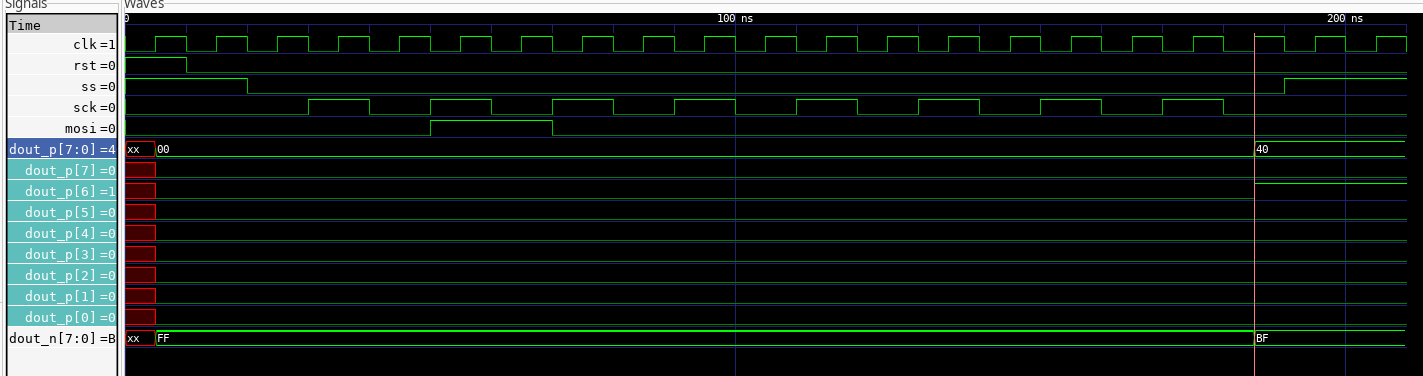 Signals
Waves
Time
0
100 ns
200 ns
clk=1
rst=0
ss=0
sck=0
mosi=0
dout_p[7:0]=4
xx
00
40
dout_p[7]=0
dout_p[6]=1
dout_p[5]=0
dout_p[4]=0
dout_p[3]=0
dout_p[2]=0
dout_p[1]=0
dout_p[0]=0
dout_n[7:0]=B
xx
FF
BF